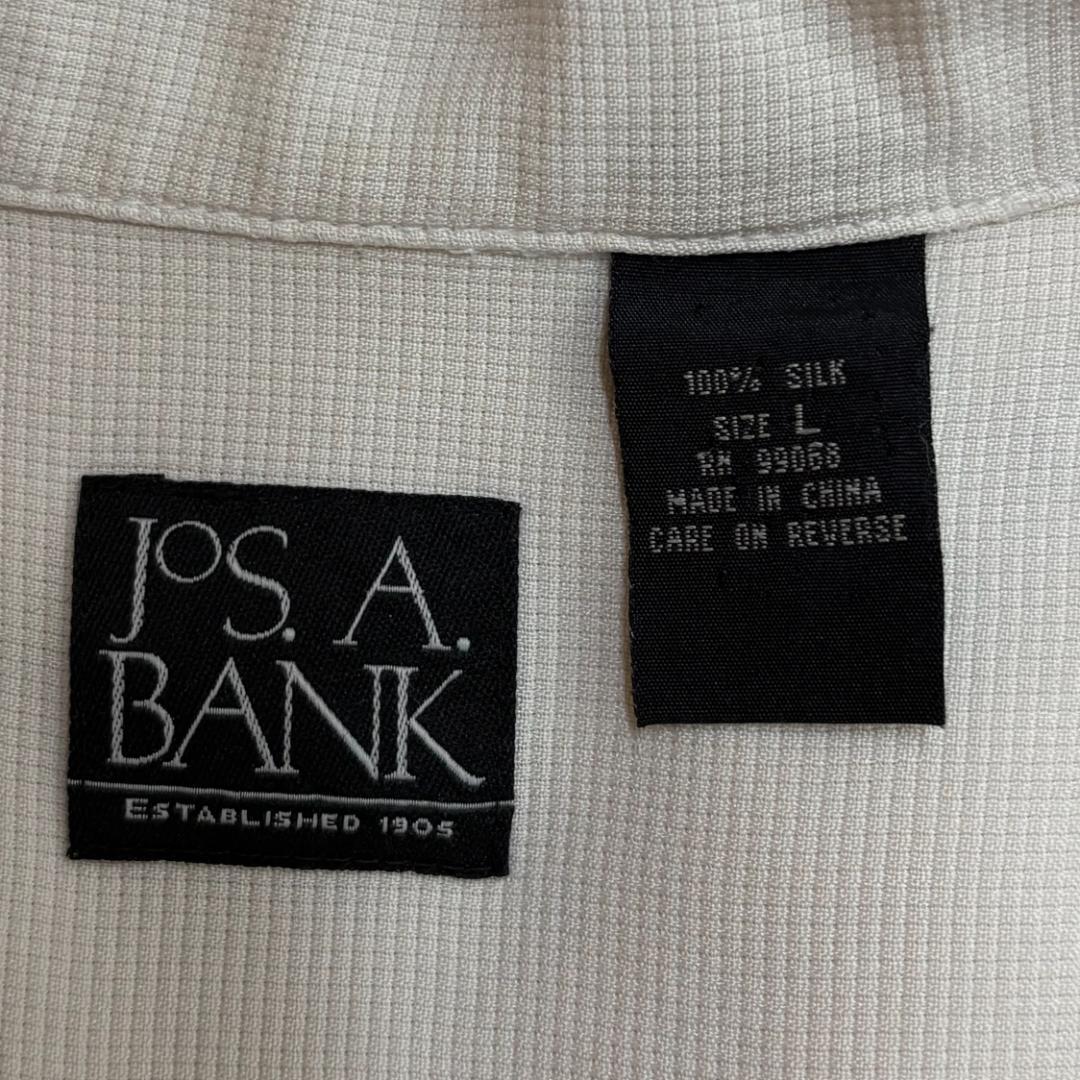 JOS. A.
BANK
ESTABLISHED 1905
100% SILK
SIZE L
RN 99068
MADE IN CHINA
CARE ON REVERSE